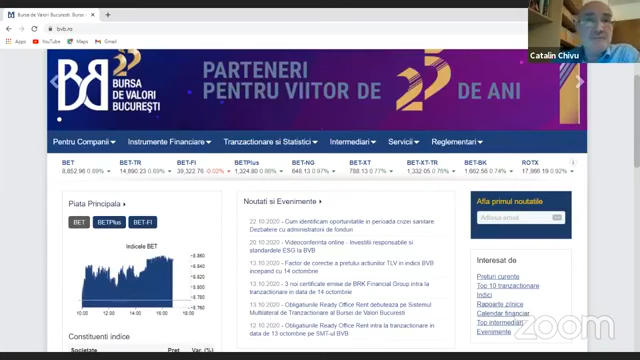 Bursa de Valori Bucuresti. Bursa
bvb.ro
Apps YouTube Maps Gmail
Catalin Chivu
BURSA
DE VALORI
BUCUREȘTI
PARTENERI
PENTRU VIITOR DE 25 DE ANI
Pentru Companii Instrumente Financiare Tranzactionare si Statistici Intermediari Servicii Reglementari
BET BET-TR BET-FI BETPlus BET-NG BET-XT BET-XT-TR BET-BK ROTX
8,852.96 0.69% 14,890.23 0.69% 39,322.76 -0.02% 1,324.80 0.66% 648.13 0.97% 788.13 0.77% 1,332.05 0.76% 1,662.56 0.74% 17,866.19 0.92%
Piata Principala
BET BETPlus BET-FI
Indicele BET
8.860
8.840
8.820
8.800
8.780
8.760
10:00 12:00 14:00 16:00 18:00
Constituenti indice
Societate Pret Var. (%)
Noutati si Evenimente
22.10.2020 - Cum identificam oportunitatile in perioada crizei sanitare
Dezbatere cu administratorii de fonduri
20.10.2020 - Videoconferinta online - Investitii responsabile si
standardele ESG la BVB
13.10.2020 - Factor de corectie a pretului actiunilor TLV in indicii BVB
incepand cu 14 octombrie
13.10.2020 - 3 noi certificate emise de BRK Financial Group intra la
tranzactionare in data de 14 octombrie
13.10.2020 - Obligatiunile Ready Office Rent debuteaza pe Sistemul
Multilateral de Tranzactionare al Bursei de Valori Bucuresti
12.10.2020 - Obligatiunile Ready Office Rent intra la tranzactionare in
data de 13 octombrie pe SMT-ul BVB
Afla primul noutatile
Adresa email
Interesat de
Preturi curente
Top 10 tranzactionare
Indici
Rapoarte zilnice
Calendar financiar
Top intermediari
Evenimente
zoom